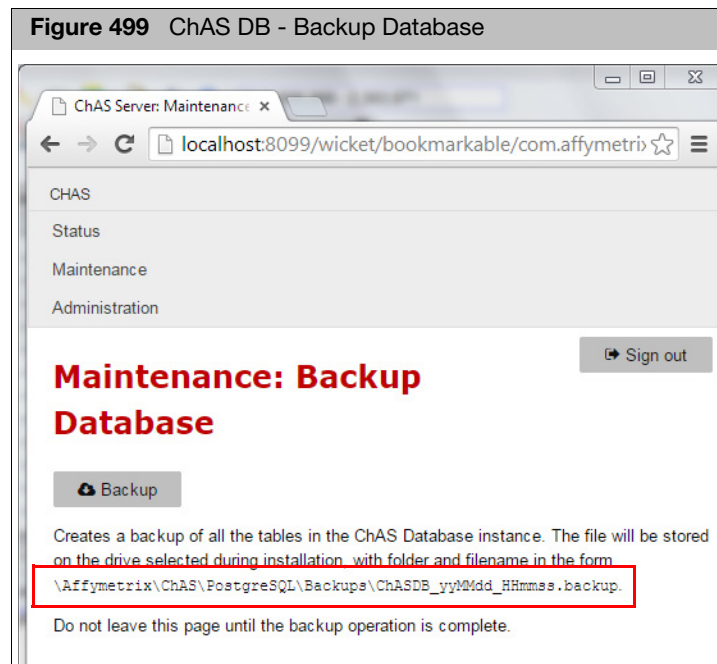 Figure 499 ChAS DB - Backup Database
ChAS Server: Maintenance
localhost:8099/wicket/bookmarkable/com.affymetri
CHAS
Status
Maintenance
Administration
Sign out
Maintenance: Backup
Database
Backup
Creates a backup of all the tables in the ChAS Database instance. The file will be stored
on the drive selected during installation, with folder and filename in the form
\Affymetrix\ChAS\PostgreSQL\Backups\ChASDB_yyMMdd_HHmmss.backup.
Do not leave this page until the backup operation is complete.